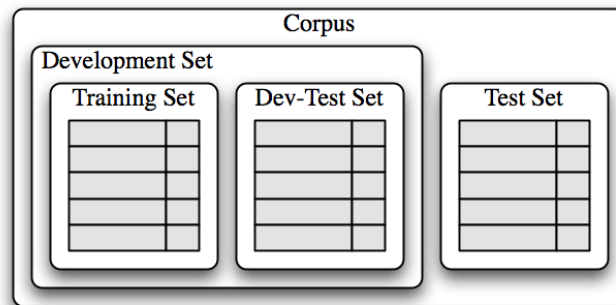 Corpus
Development Set
Training Set
Dev-Test Set
Test Set